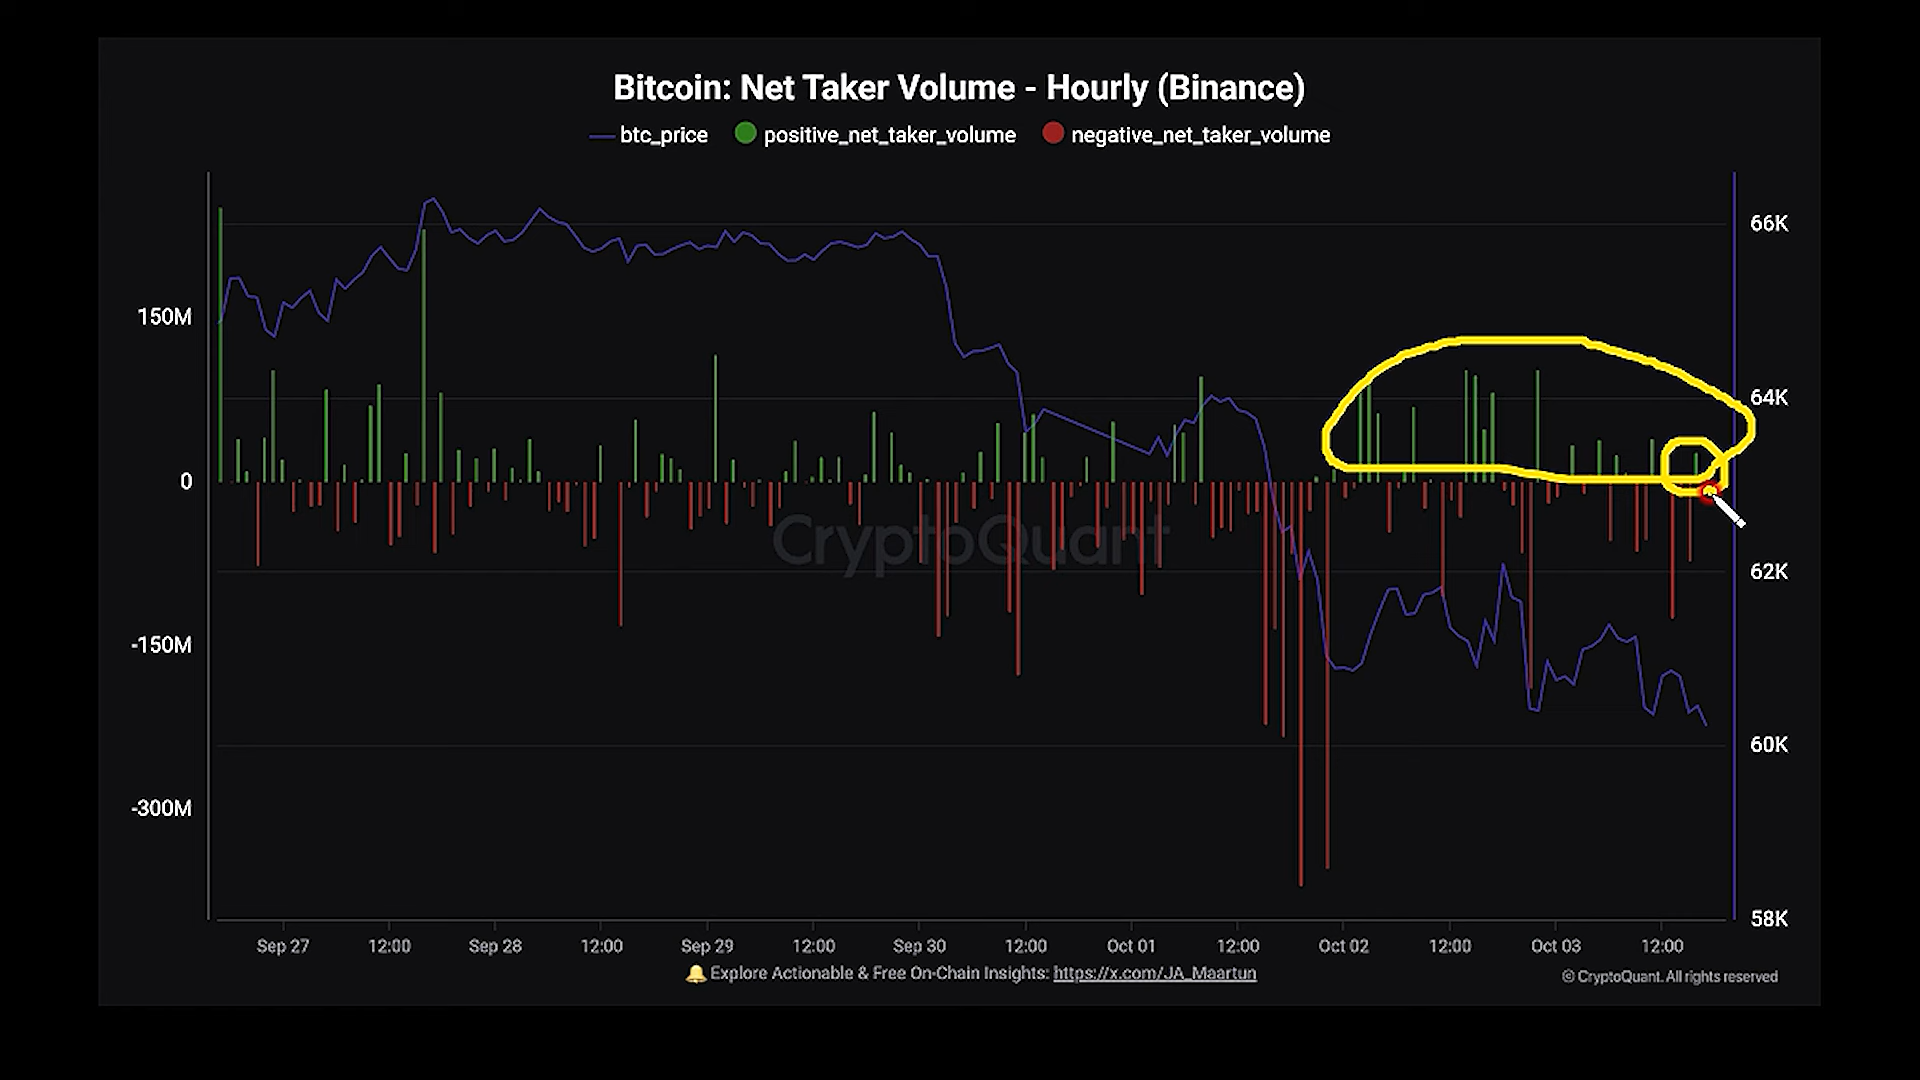 Bitcoin: Net Taker Volume - Hourly (Binance)
btc_price positive_net_taker_volume negative_net_taker_volume
66K
150M
64K
0
CryptoQuant
62K
-150M
60K
-300M
58K
Sep 27 12:00 Sep 28 12:00 Sep 29 12:00 Sep 30 12:00 Oct 01 12:00 Oct 02 12:00 Oct 03 12:00
🔔 Explore Actionable & Free On-Chain Insights: https://x.com/JA_Maartun
© CryptoQuant. All rights reserved